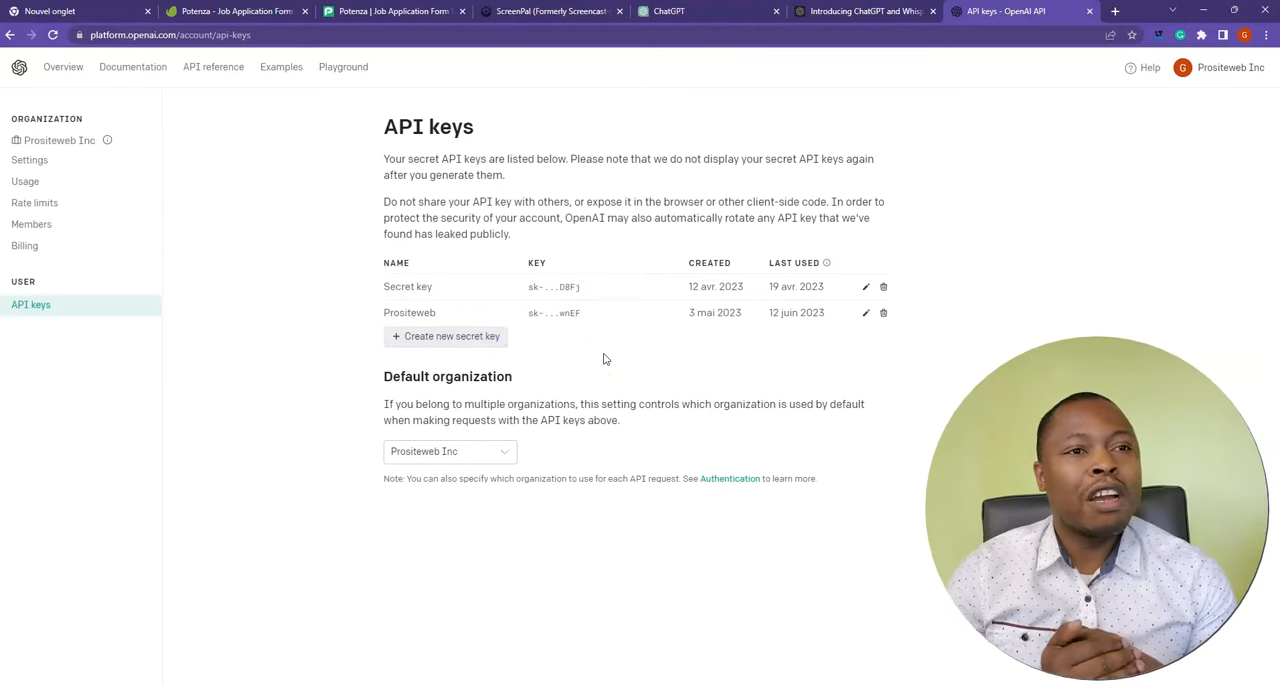 Nouvel onglet
Potenza - Job Application Form
Potenza | Job Application Form
ScreenPal (Formerly Screencast-
ChatGPT
Introducing ChatGPT and Whisp
API keys - OpenAI API
platform.openai.com/account/api-keys
Overview Documentation API reference Examples Playground
Help
G Prositeweb Inc
ORGANIZATION
Prositeweb Inc
Settings
Usage
Rate limits
Members
Billing
USER
API keys
API keys
Your secret API keys are listed below. Please note that we do not display your secret API keys again
after you generate them.
Do not share your API key with others, or expose it in the browser or other client-side code. In order to
protect the security of your account, OpenAI may also automatically rotate any API key that we've
found has leaked publicly.
NAME KEY CREATED LAST USED
Secret key sk-...D8Fj 12 avr. 2023 19 avr. 2023
Prositeweb sk-...wnEF 3 mai 2023 12 juin 2023
+ Create new secret key
Default organization
If you belong to multiple organizations, this setting controls which organization is used by default
when making requests with the API keys above.
Prositeweb Inc
Note: You can also specify which organization to use for each API request. See Authentication to learn more.